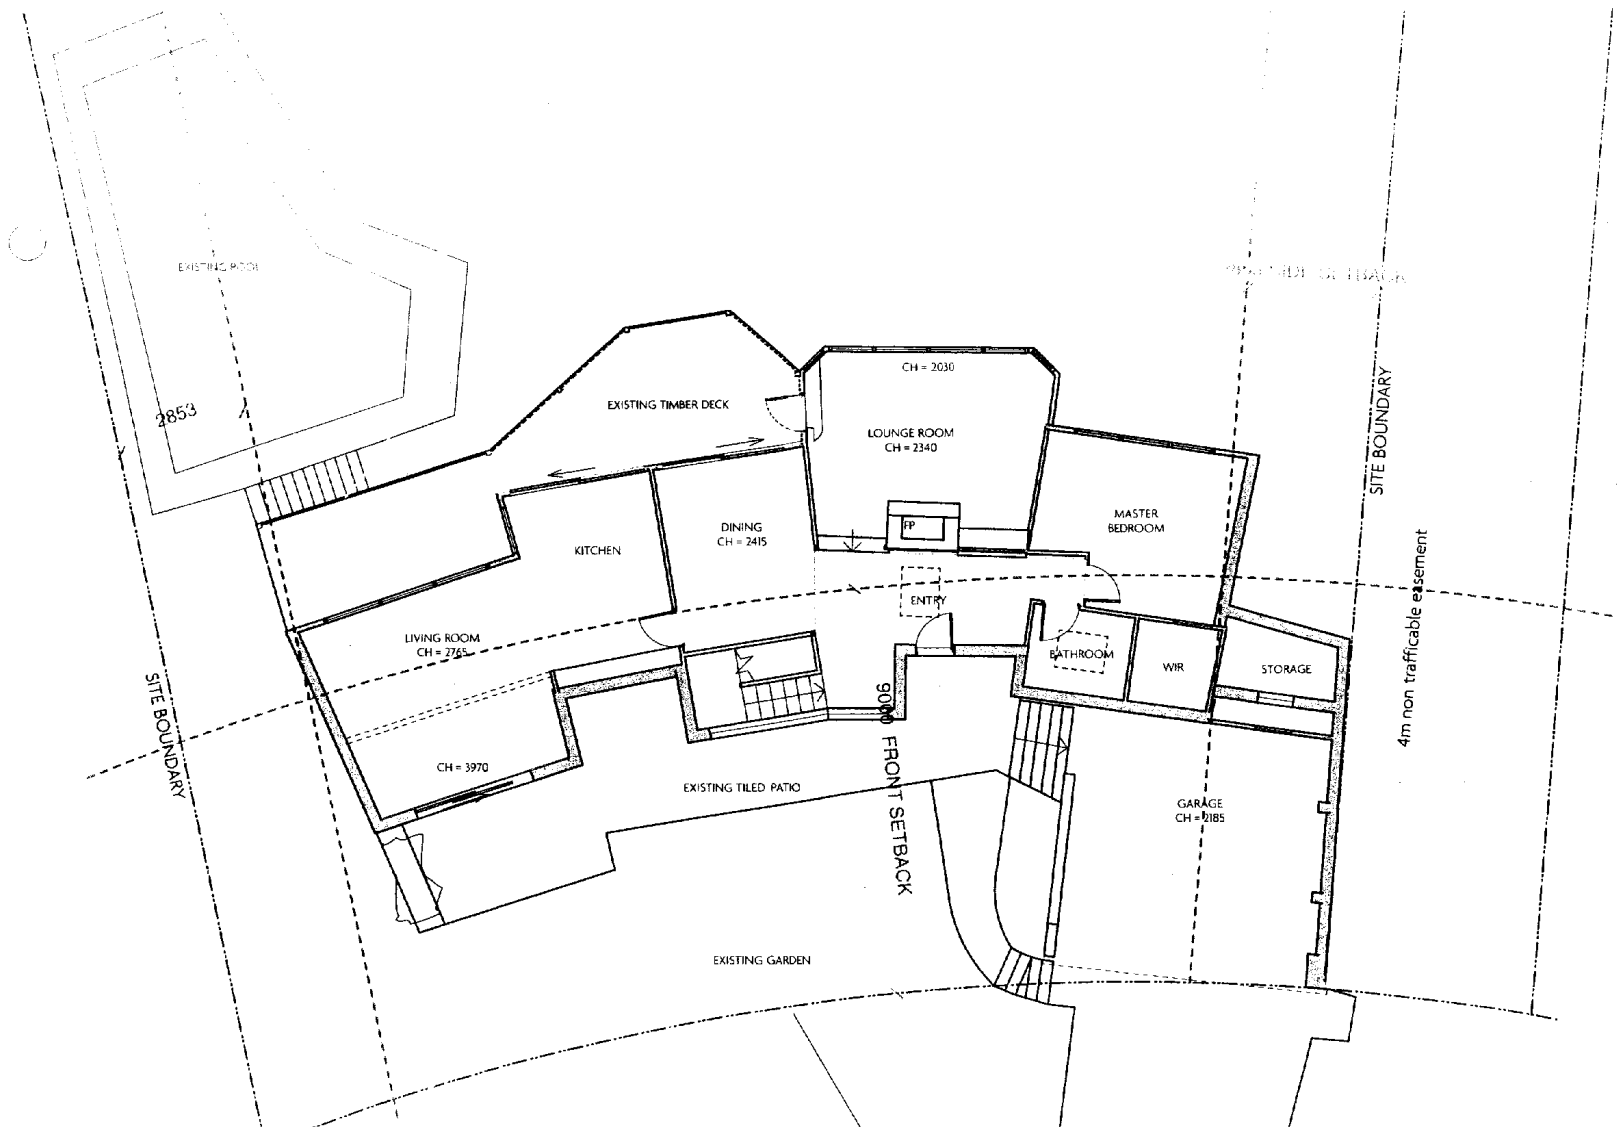 EXISTING POOL
SIDE SETBACK
2853
CH = 2030
EXISTING TIMBER DECK
LOUNGE ROOM
CH = 2340
SITE BOUNDARY
MASTER
BEDROOM
DINING
CH = 2415
FP
KITCHEN
4m non trafficable easement
ENTRY
LIVING ROOM
CH = 2765
BATHROOM
WIR
STORAGE
SITE BOUNDARY
9000 FRONT SETBACK
CH = 3970
EXISTING TILED PATIO
GARAGE
CH = 2185
EXISTING GARDEN